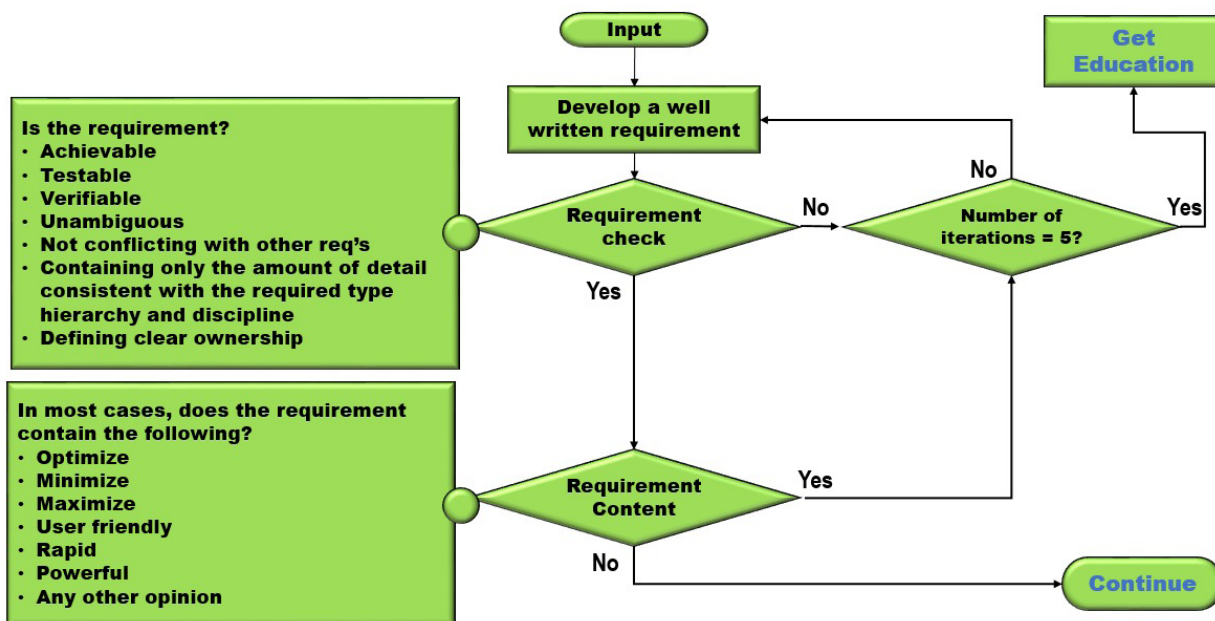 Input
Get
Education
Develop a well
written requirement
Is the requirement?
• Achievable
• Testable
• Verifiable
• Unambiguous
• Not conflicting with other req's
• Containing only the amount of detail
consistent with the required type
hierarchy and discipline
• Defining clear ownership
Requirement
check
No
No
Number of
iterations = 5?
Yes
Yes
In most cases, does the requirement
contain the following?
• Optimize
• Minimize
• Maximize
• User friendly
• Rapid
• Powerful
• Any other opinion
Requirement
Content
Yes
No
Continue